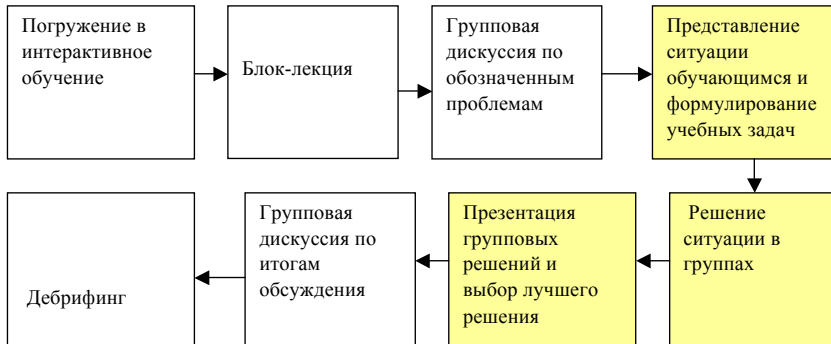 Погружение в
интерактивное
обучение
Блок-лекция
Групповая
дискуссия по
обозначенным
проблемам
Представление
ситуации
обучающимся и
формулирование
учебных задач
Решение
ситуации в
группах
Презентация
групповых
решений и
выбор лучшего
решения
Групповая
дискуссия по
итогам
обсуждения
Дебрифинг